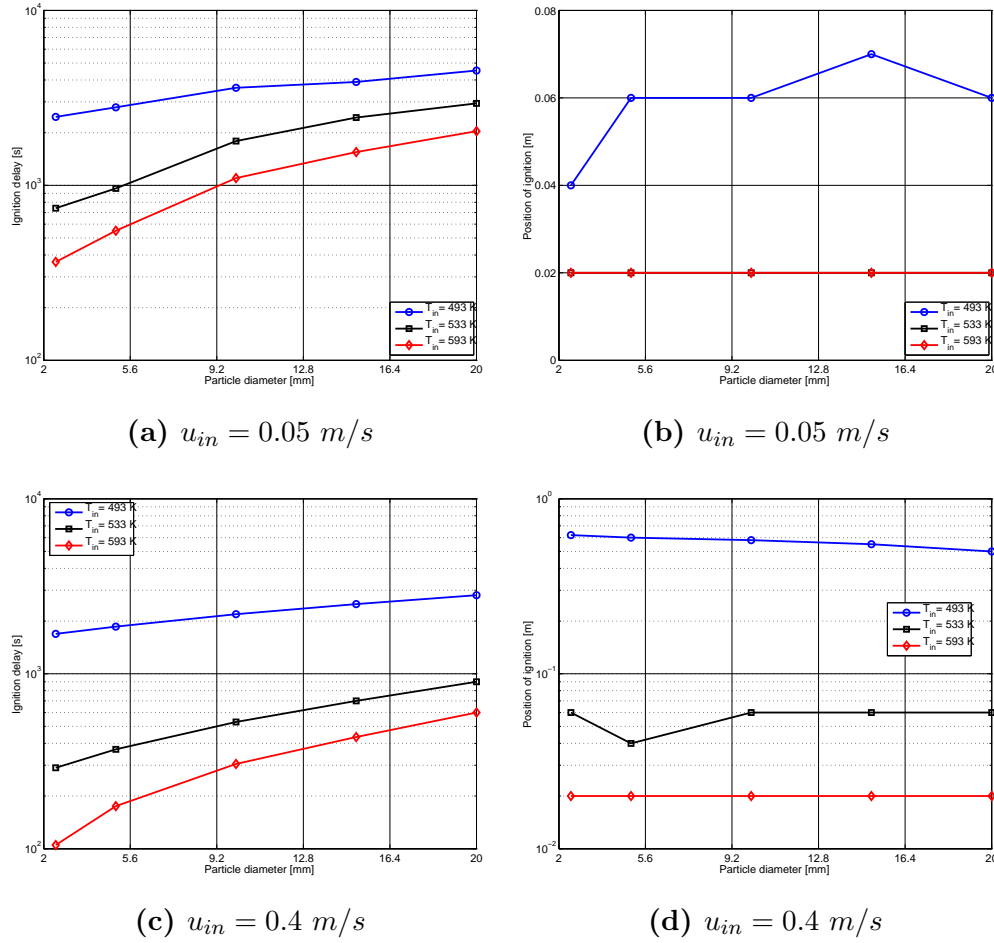 10^4
10^3
10^2
Ignition delay [s]
2 5.6 9.2 12.8 16.4 20
Particle diameter [mm]
T_in= 493 K
T_in= 533 K
T_in= 593 K
(a) u_in = 0.05 m/s
0.08
0.06
0.04
0.02
0
Position of ignition [m]
2 5.6 9.2 12.8 16.4 20
Particle diameter [mm]
T_in= 493 K
T_in= 533 K
T_in= 593 K
(b) u_in = 0.05 m/s
10^4
10^3
10^2
Ignition delay [s]
T_in= 493 K
T_in= 533 K
T_in= 593 K
2 5.6 9.2 12.8 16.4 20
Particle diameter [mm]
(c) u_in = 0.4 m/s
10^0
10^−1
10^−2
Position of ignition [m]
T_in= 493 K
T_in= 533 K
T_in= 593 K
2 5.6 9.2 12.8 16.4 20
Particle diameter [mm]
(d) u_in = 0.4 m/s